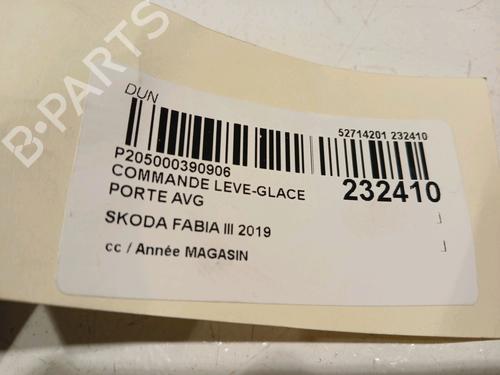 DUN
52714201 232410
P205000390906
COMMANDE LEVE-GLACE
PORTE AVG
232410
SKODA FABIA III 2019
cc / Année MAGASIN
B-PARTS